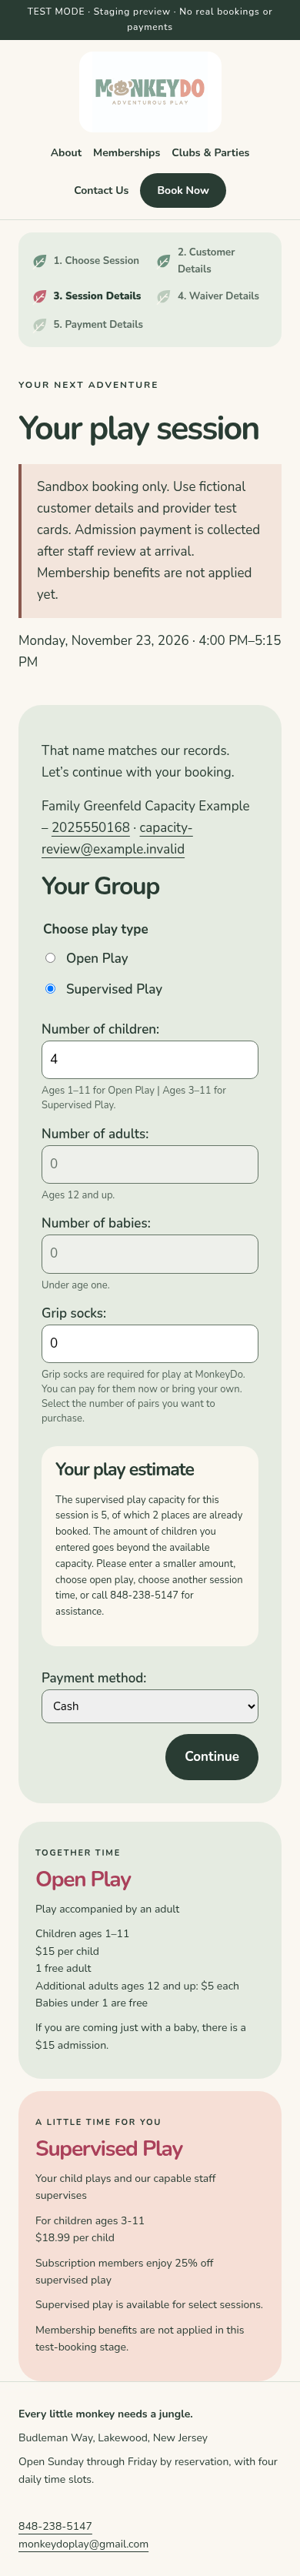 TEST MODE · Staging preview · No real bookings or
payments
MONKEYDO
ADVENTUROUS PLAY
About Memberships Clubs & Parties
Contact Us Book Now
1. Choose Session
2. Customer
Details
3. Session Details
4. Waiver Details
5. Payment Details
YOUR NEXT ADVENTURE
Your play session
Sandbox booking only. Use fictional
customer details and provider test
cards. Admission payment is collected
after staff review at arrival.
Membership benefits are not applied
yet.
Monday, November 23, 2026 · 4:00 PM–5:15
PM
That name matches our records.
Let’s continue with your booking.
Family Greenfeld Capacity Example
– 2025550168 · capacity-
review@example.invalid
Your Group
Choose play type
Open Play
Supervised Play
Number of children:
4
Ages 1–11 for Open Play | Ages 3–11 for
Supervised Play.
Number of adults:
0
Ages 12 and up.
Number of babies:
0
Under age one.
Grip socks:
0
Grip socks are required for play at MonkeyDo.
You can pay for them now or bring your own.
Select the number of pairs you want to
purchase.
Your play estimate
The supervised play capacity for this
session is 5, of which 2 places are already
booked. The amount of children you
entered goes beyond the available
capacity. Please enter a smaller amount,
choose open play, choose another session
time, or call 848-238-5147 for
assistance.
Payment method:
Cash
Continue
TOGETHER TIME
Open Play
Play accompanied by an adult
Children ages 1–11
$15 per child
1 free adult
Additional adults ages 12 and up: $5 each
Babies under 1 are free
If you are coming just with a baby, there is a
$15 admission.
A LITTLE TIME FOR YOU
Supervised Play
Your child plays and our capable staff
supervises
For children ages 3-11
$18.99 per child
Subscription members enjoy 25% off
supervised play
Supervised play is available for select sessions.
Membership benefits are not applied in this
test-booking stage.
Every little monkey needs a jungle.
Budleman Way, Lakewood, New Jersey
Open Sunday through Friday by reservation, with four
daily time slots.
848-238-5147
monkeydoplay@gmail.com